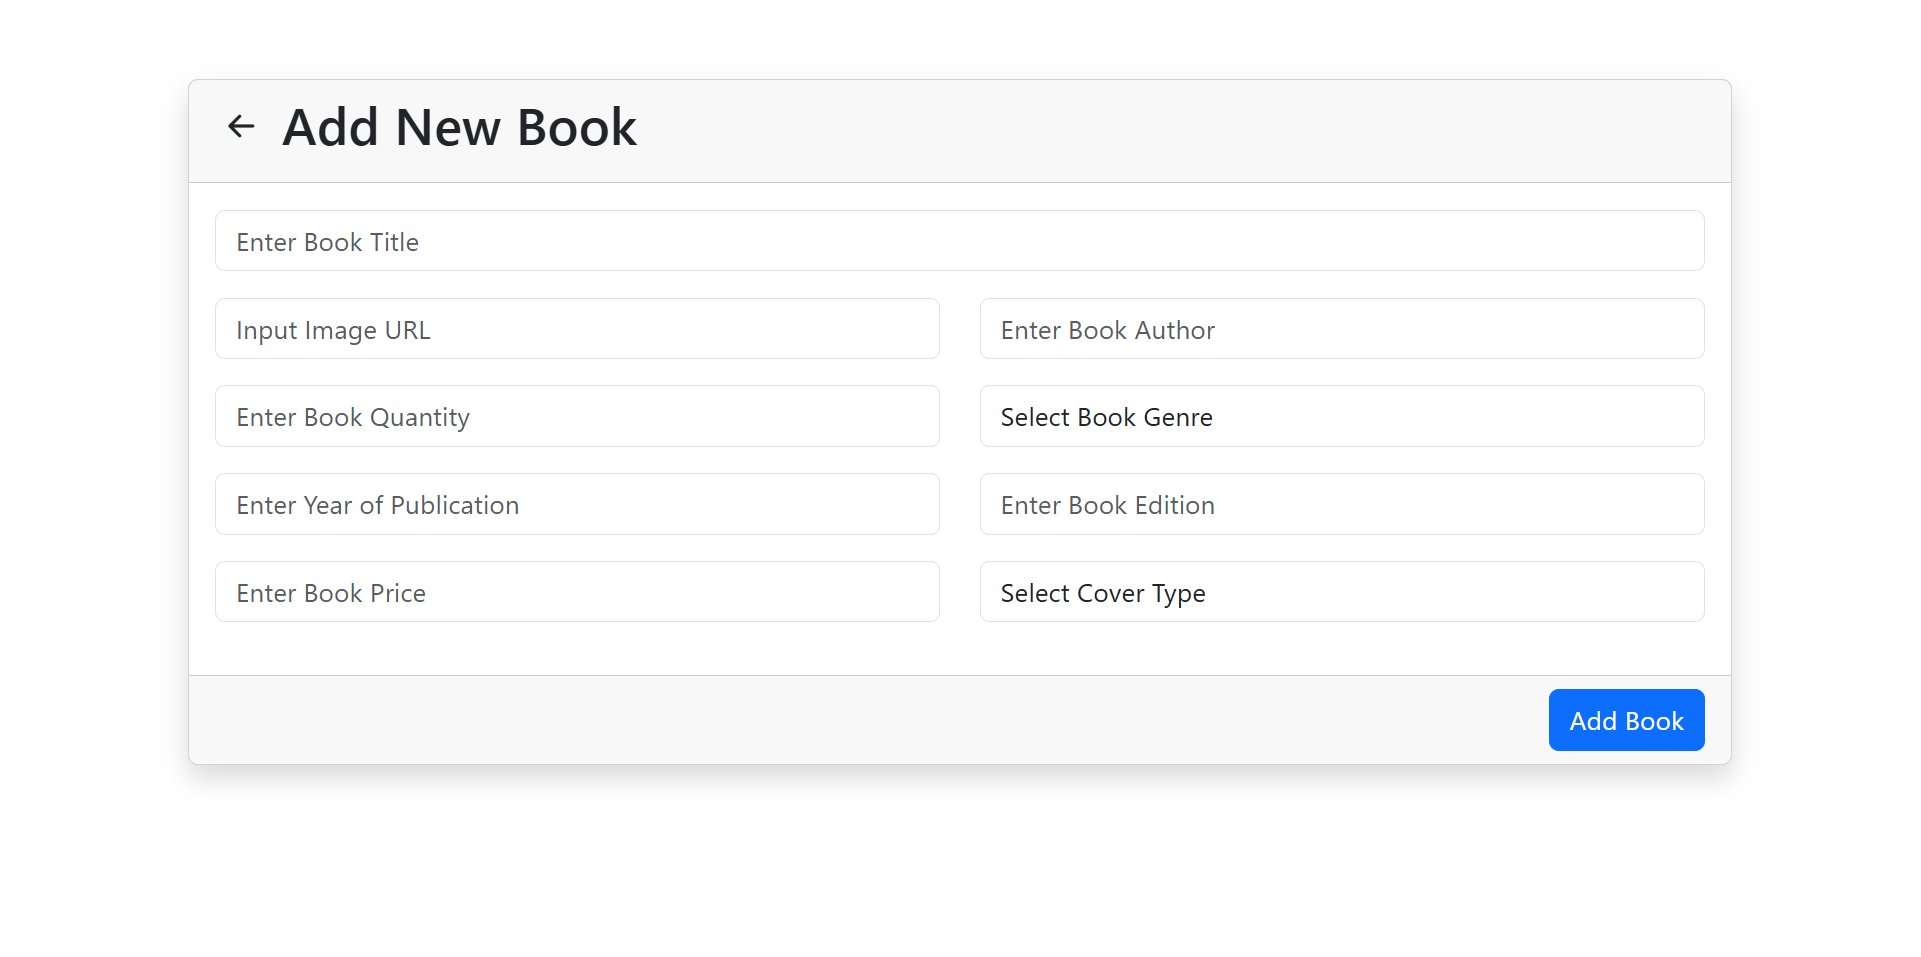 Add New Book
Enter Book Title
Input Image URL
Enter Book Author
Enter Book Quantity
Select Book Genre
Enter Year of Publication
Enter Book Edition
Enter Book Price
Select Cover Type
Add Book